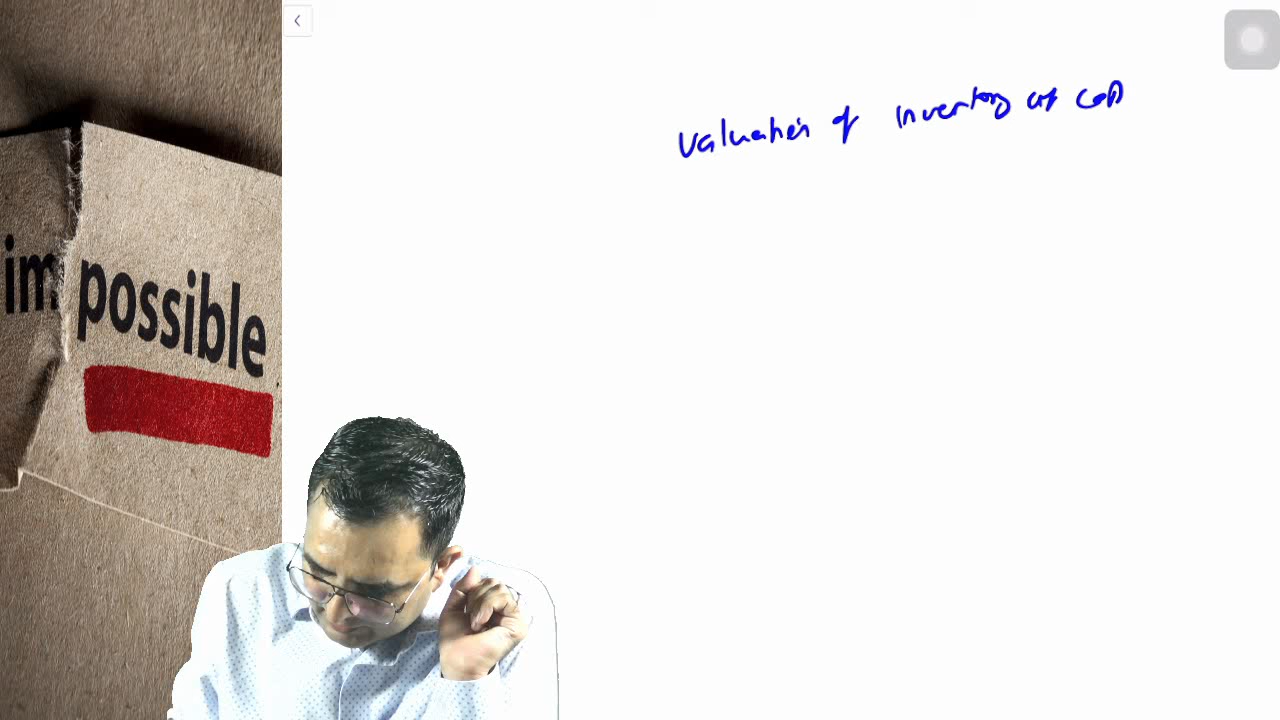 Valuation of inventory at cost
impossible